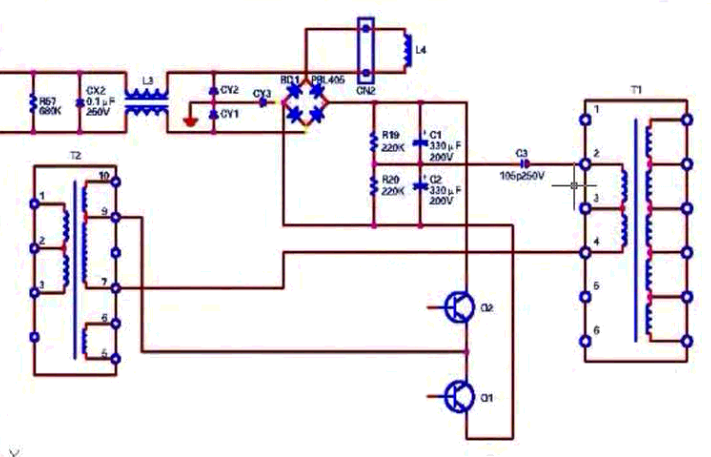 L4
CN2
L3
BD1 PBL405
CY2
CY3
CY1
R57
680K
CX2
0.1μF
250V
T1
1
2
3
4
5
6
R19
220K
C1
330μF
200V
C3
105p250V
R20
220K
C2
330μF
200V
T2
10
9
7
6
5
1
2
3
Q2
Q1
Y